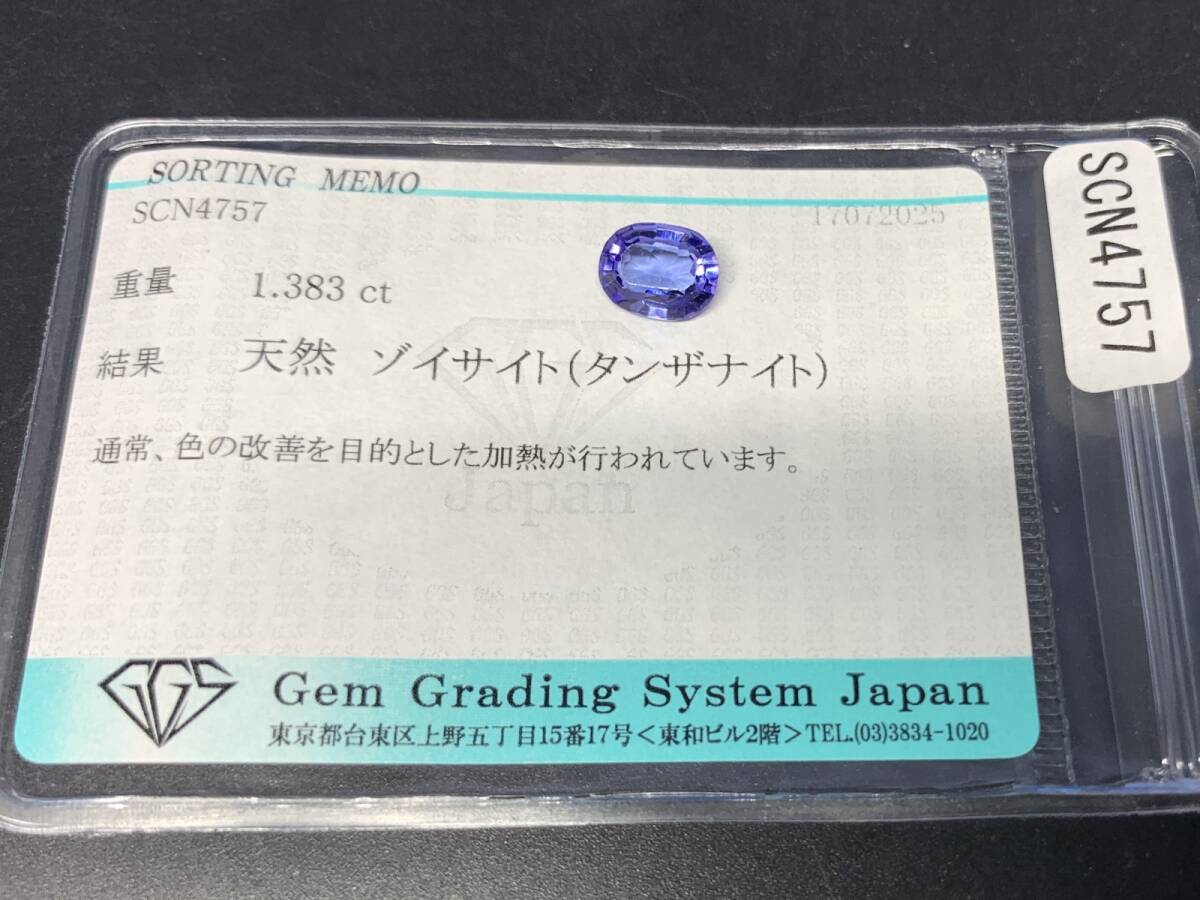 SORTING MEMO
SCN4757 17072025
重量 1.383 ct
結果 天然 ゾイサイト(タンザナイト)
通常、色の改善を目的とした加熱が行われています。
Japan
GGS Gem Grading System Japan
東京都台東区上野五丁目15番17号<東和ビル2階>TEL.(03)3834-1020
SCN4757